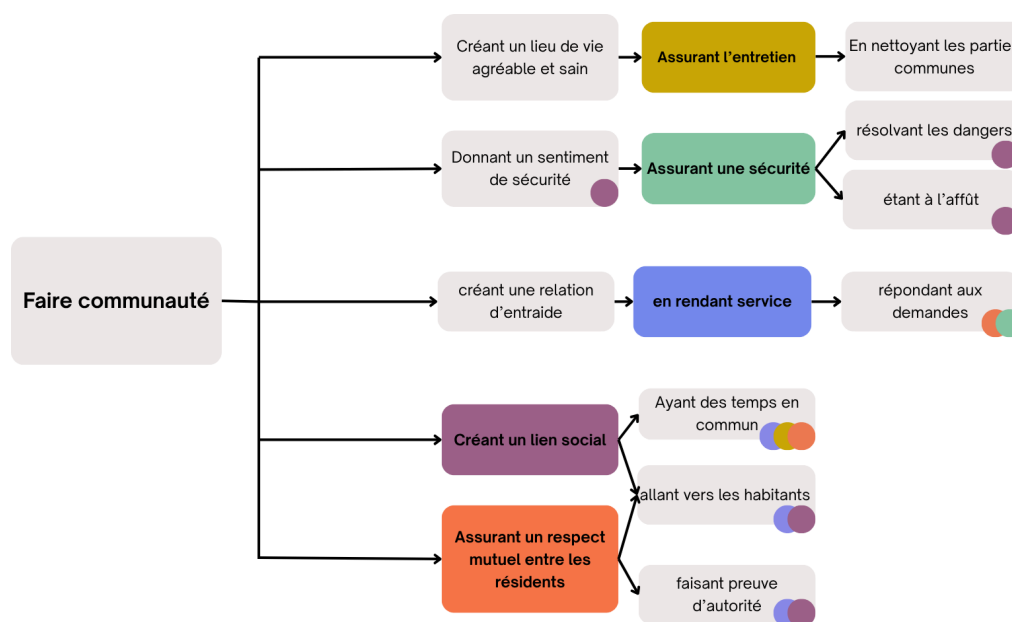 Créant un lieu de vie
agréable et sain
Assurant l'entretien
En nettoyant les partie
communes
Donnant un sentiment
de sécurité
Assurant une sécurité
résolvant les dangers
étant à l'affût
Faire communauté
créant une relation
d'entraide
en rendant service
répondant aux
demandes
Créant un lien social
Ayant des temps en
commun
allant vers les habitants
Assurant un respect
mutuel entre les
résidents
faisant preuve
d'autorité